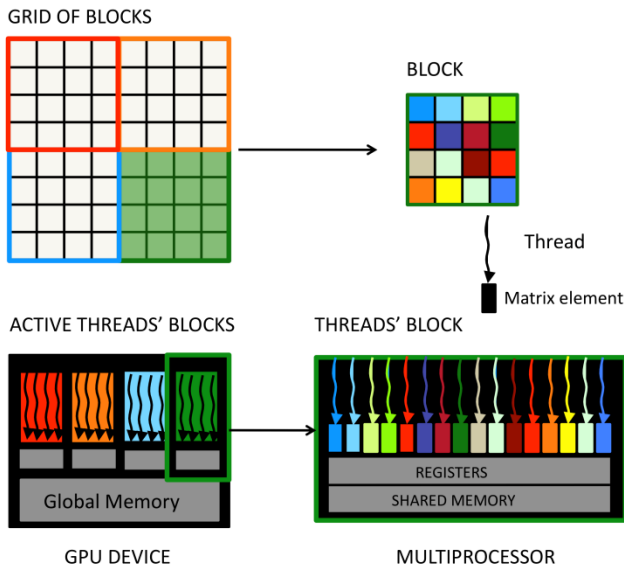 GRID OF BLOCKS
BLOCK
Thread
Matrix element
ACTIVE THREADS' BLOCKS
THREADS' BLOCK
Global Memory
REGISTERS
SHARED MEMORY
GPU DEVICE
MULTIPROCESSOR